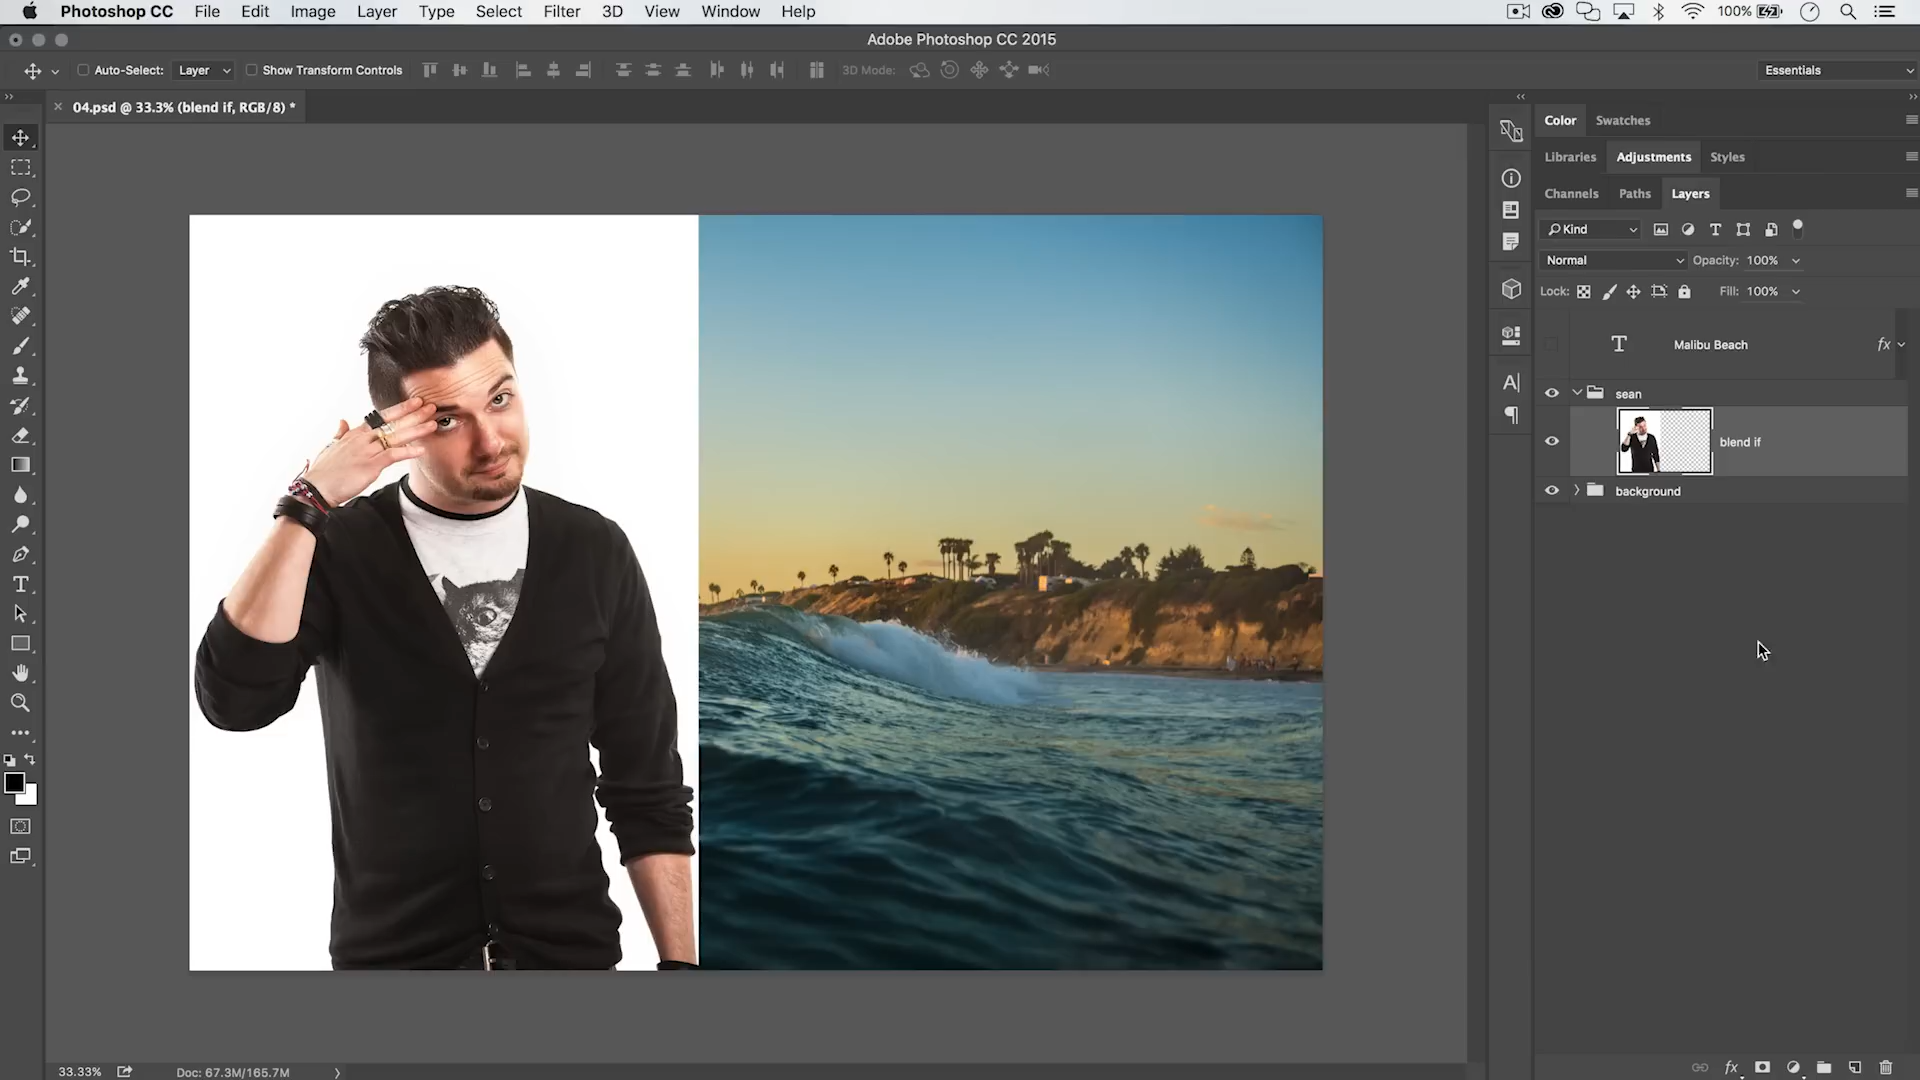 Photoshop CC File Edit Image Layer Type Select Filter 3D View Window Help 100%
Adobe Photoshop CC 2015
Auto-Select: Layer Show Transform Controls 3D Mode: Essentials
04.psd @ 33.3% (blend if, RGB/8) *
Color Swatches
Libraries Adjustments Styles
Channels Paths Layers
Kind
Normal Opacity: 100%
Lock: Fill: 100%
Malibu Beach fx
sean
blend if
background
33.33% Doc: 67.3M/165.7M
fx